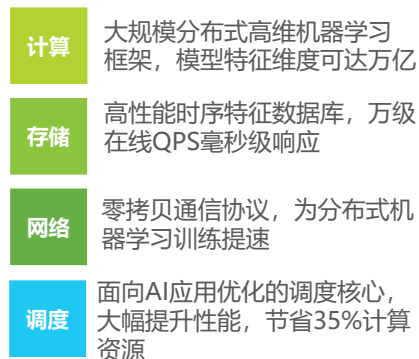 计算
大规模分布式高维机器学习
框架，模型特征维度可达万亿
存储
高性能时序特征数据库，万级
在线QPS毫秒级响应
网络
零拷贝通信协议，为分布式机
器学习训练提速
调度
面向AI应用优化的调度核心，
大幅提升性能，节省35%计算
资源